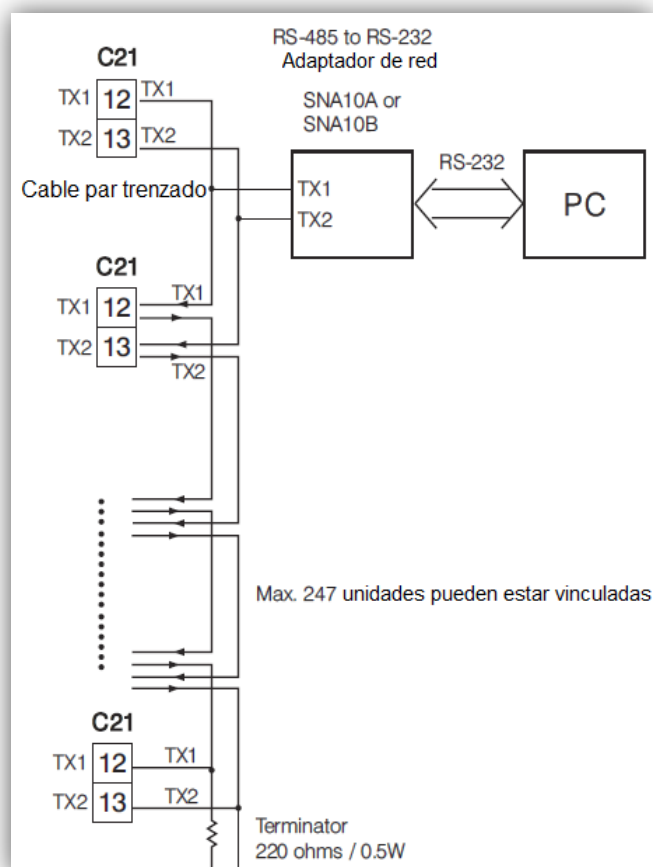 RS-485 to RS-232
Adaptador de red
C21
TX1 12 TX1
TX2 13 TX2
SNA10A or
SNA10B
RS-232
Cable par trenzado
TX1
TX2
PC
C21
TX1 12 TX1
TX2 13
TX2
Max. 247 unidades pueden estar vinculadas
C21
TX1 12 TX1
TX2 13 TX2
Terminator
220 ohms / 0.5W